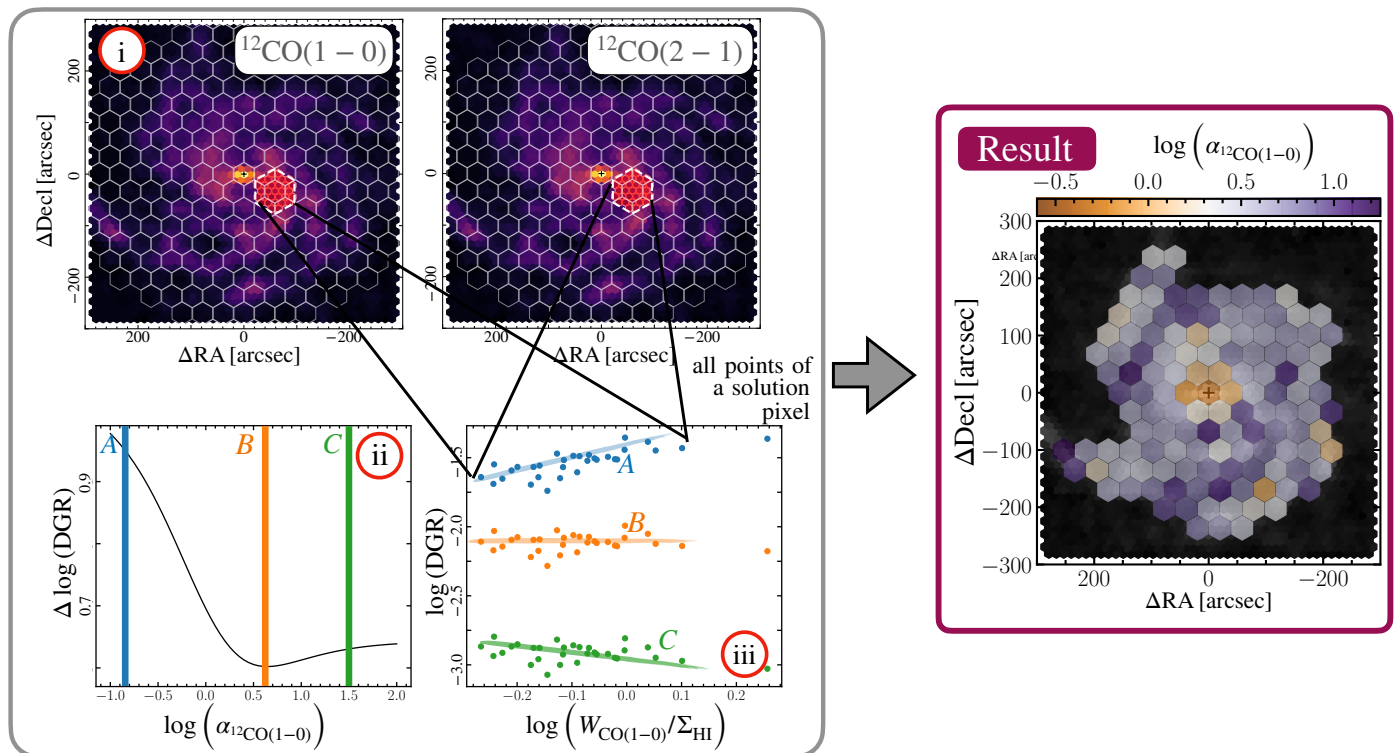 i
¹²CO(1 − 0)
¹²CO(2 − 1)
200
0
−200
ΔDecl [arcsec]
200
0
−200
200
0
−200
ΔRA [arcsec]
200
0
−200
ΔRA [arcsec]
all points of
a solution
pixel
A
B
C
ii
0.9
0.7
Δ log (DGR)
−1.0 −0.5 0.0 0.5 1.0 1.5 2.0
log (α₁₂CO(1−0))
A
B
C
iii
−2.0
−2.5
−3.0
log (DGR)
−0.2 −0.1 0.0 0.1 0.2
log (W_CO(1−0)/Σ_HI)
Result
log (α₁₂CO(1−0))
−0.5 0.0 0.5 1.0
300
200
100
0
−100
−200
−300
ΔDecl [arcsec]
ΔRA [arc
200 100 0 −100 −200
ΔRA [arcsec]